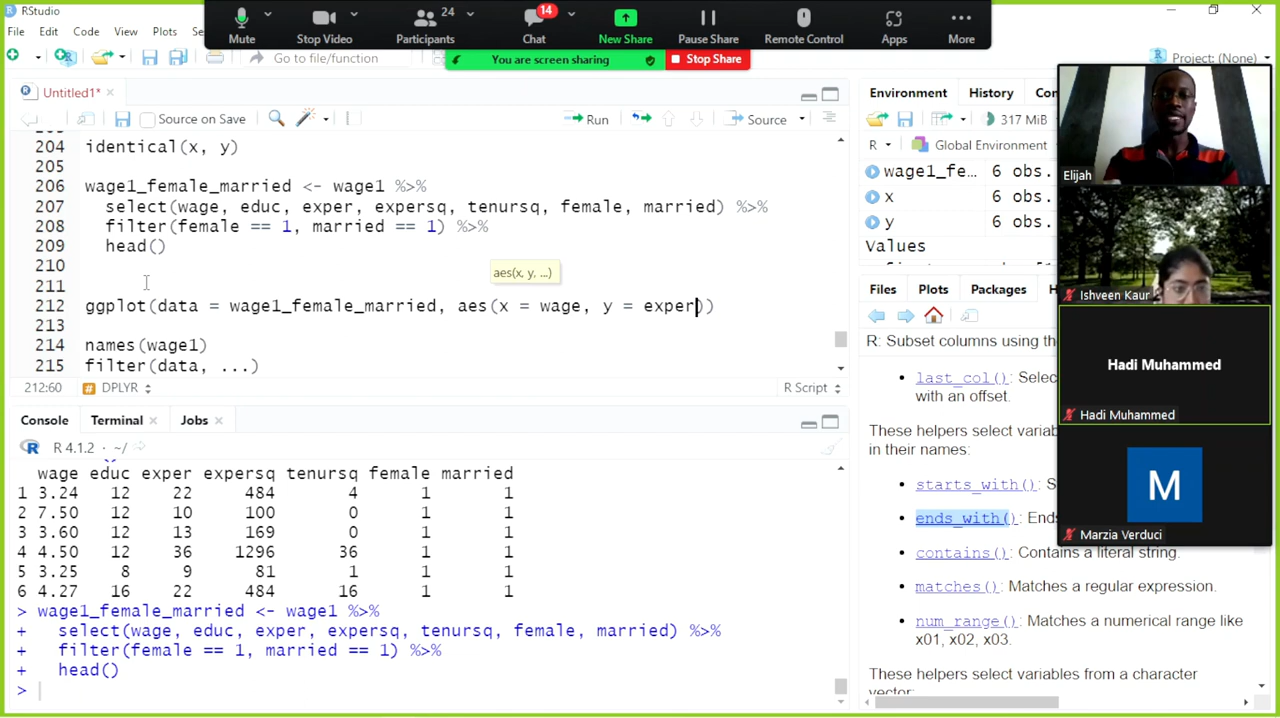 RStudio
File Edit Code View Plots
Mute
Stop Video
24
Participants
14
Chat
New Share
Pause Share
Remote Control
Apps
More
You are screen sharing
Stop Share
Go to file/function
Project: (None)
Untitled1*
Source on Save
Run
Source
204 identical(x, y)
205
206 wage1_female_married <- wage1 %>%
207 select(wage, educ, exper, expersq, tenursq, female, married) %>%
208 filter(female == 1, married == 1) %>%
209 head()
210
aes(x, y, ...)
211
212 ggplot(data = wage1_female_married, aes(x = wage, y = exper))
213
214 names(wage1)
215 filter(data, ...)
212:60
DPLYR
R Script
Console Terminal Jobs
R 4.1.2 · ~/
wage educ exper expersq tenursq female married
1 3.24 12 22 484 4 1 1
2 7.50 12 10 100 0 1 1
3 3.60 12 13 169 0 1 1
4 4.50 12 36 1296 36 1 1
5 3.25 8 9 81 1 1 1
6 4.27 16 22 484 16 1 1
> wage1_female_married <- wage1 %>%
+ select(wage, educ, exper, expersq, tenursq, female, married) %>%
+ filter(female == 1, married == 1) %>%
+ head()
>
Environment History
317 MiB
R Global Environment
wage1_fe… 6 obs.
x 6 obs.
y 6 obs.
Values
Files Plots Packages
R: Subset columns using
last_col():
with an offset.
These helpers select
in their names:
starts_with():
ends_with():
contains(): Contains a literal string.
matches(): Matches a regular expression.
num_range(): Matches a numerical range like
x01, x02, x03.
These helpers select variables from a character
vector:
Elijah
Ishveen Kaur
Hadi Muhammed
Hadi Muhammed
M
Marzia Verduci